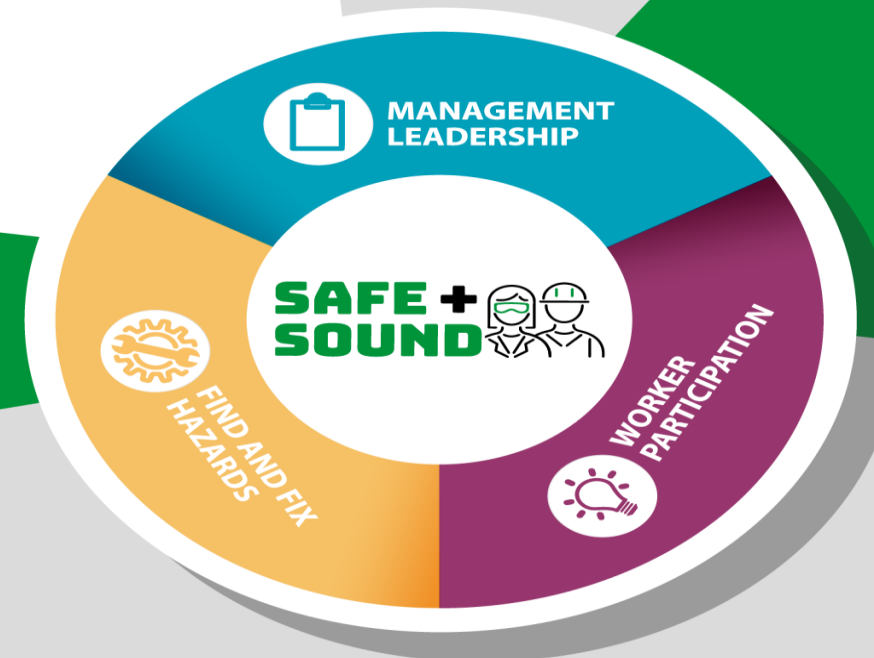 MANAGEMENT
LEADERSHIP
SAFE +
SOUND
FIND AND FIX
HAZARDS
WORKER
PARTICIPATION